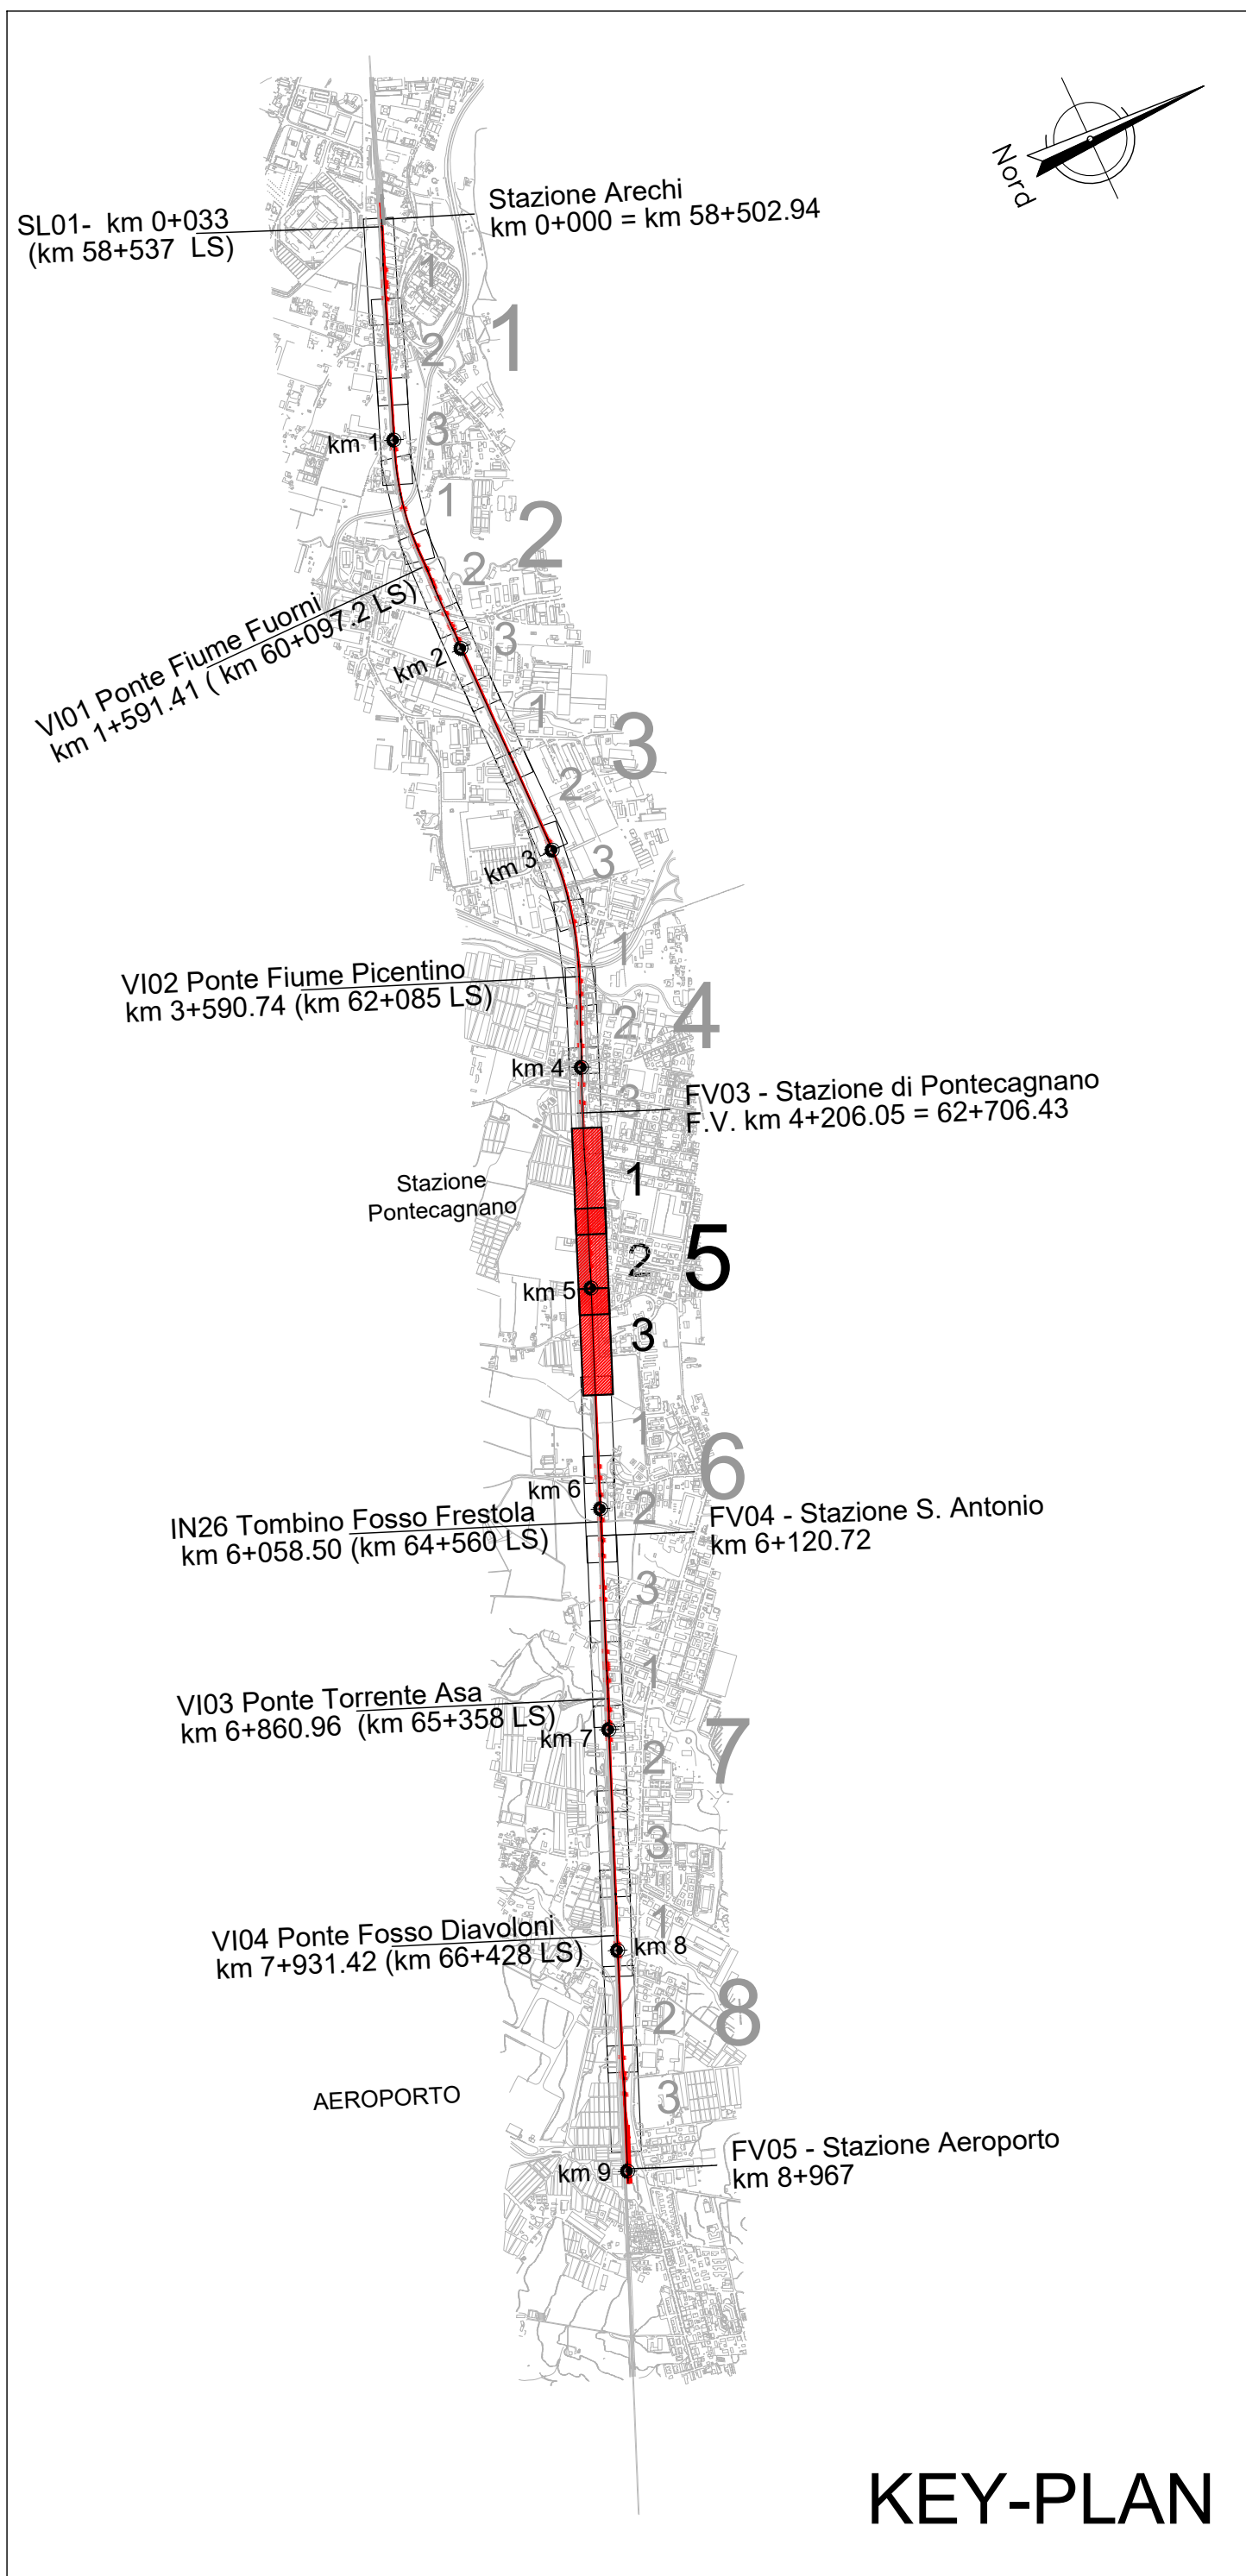 Nord
Stazione Arechi
km 0+000 = km 58+502.94
SL01-  km 0+033
(km 58+537  LS)
1
1
2
3
km 1
2
1
2
3
VI01 Ponte Fiume Fuorni
km 1+591.41 ( km 60+097.2 LS)
km 2
3
1
2
3
km 3
4
1
2
3
VI02 Ponte Fiume Picentino
km 3+590.74 (km 62+085 LS)
km 4
FV03 - Stazione di Pontecagnano
F.V. km 4+206.05 = 62+706.43
Stazione
Pontecagnano
5
1
2
3
km 5
6
1
2
3
km 6
IN26 Tombino Fosso Frestola
km 6+058.50 (km 64+560 LS)
FV04 - Stazione S. Antonio
km 6+120.72
7
1
2
3
VI03 Ponte Torrente Asa
km 6+860.96  (km 65+358 LS)
km 7
8
1
2
3
VI04 Ponte Fosso Diavoloni
km 7+931.42 (km 66+428 LS)
km 8
AEROPORTO
FV05 - Stazione Aeroporto
km 8+967
km 9
KEY-PLAN